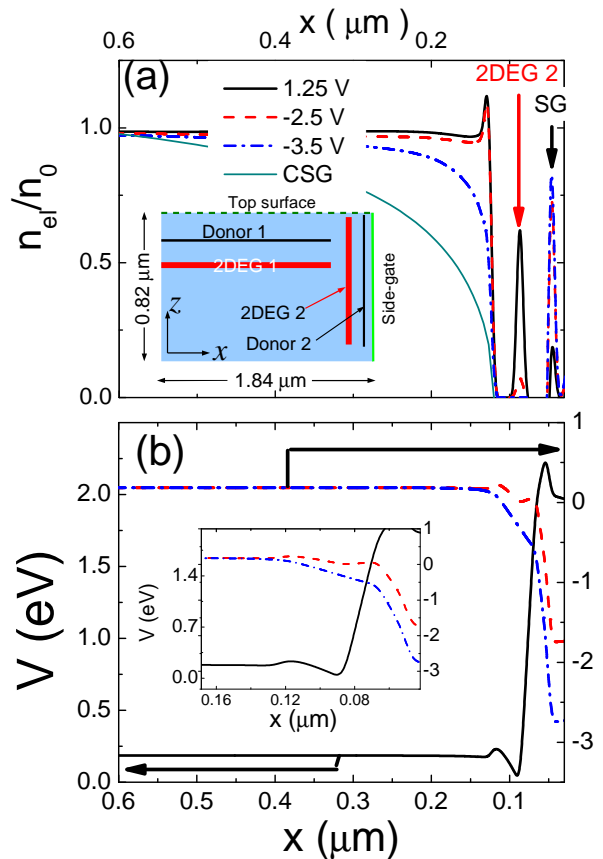 x ( μm)
0.6 0.4 0.2
(a)
1.25 V
-2.5 V
-3.5 V
CSG
2DEG 2
SG
n_el/n_0
1.0
0.5
0.0
Top surface
Donor 1
2DEG 1
2DEG 2
Donor 2
Side-gate
0.82 μm
z
x
1.84 μm
(b)
V (eV)
2.0
1.5
1.0
0.5
0.0
1
0
-1
-2
-3
V (eV)
1.4
0.7
0.0
1
0
-1
-2
-3
0.16 0.12 0.08
x (μm)
0.6 0.5 0.4 0.3 0.2 0.1
x (μm)